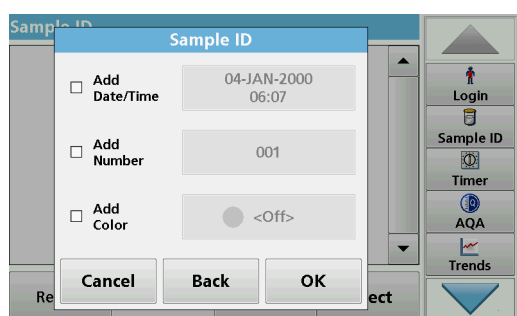 Sample ID
Sample ID
Add
Date/Time
04-JAN-2000
06:07
Add
Number
001
Add
Color
<Off>
Cancel
Back
OK
Re
ect
Login
Sample ID
Timer
AQA
Trends